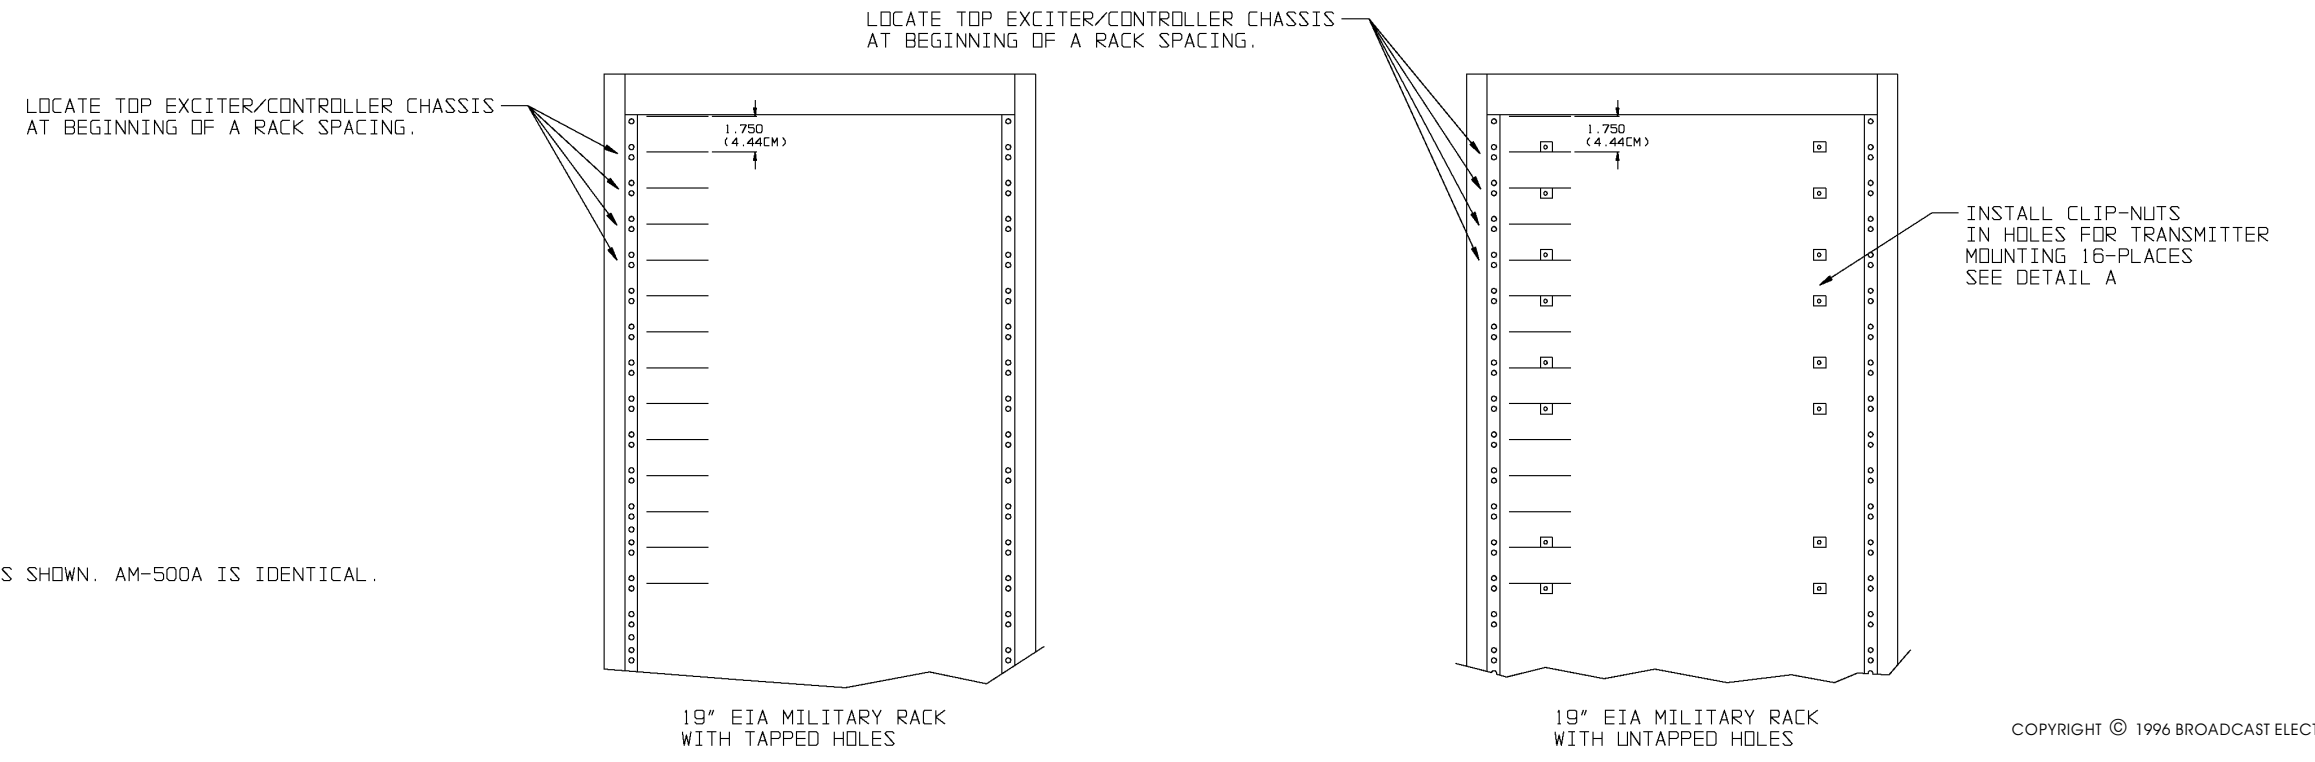 LOCATE TOP EXCITER/CONTROLLER CHASSIS
AT BEGINNING OF A RACK SPACING.
LOCATE TOP EXCITER/CONTROLLER CHASSIS
AT BEGINNING OF A RACK SPACING.
1.750
(4.44CM)
1.750
(4.44CM)
INSTALL CLIP-NUTS
IN HOLES FOR TRANSMITTER
MOUNTING 16-PLACES
SEE DETAIL A
S SHOWN. AM-500A IS IDENTICAL.
19" EIA MILITARY RACK
WITH TAPPED HOLES
19" EIA MILITARY RACK
WITH UNTAPPED HOLES
COPYRIGHT © 1996 BROADCAST ELECT